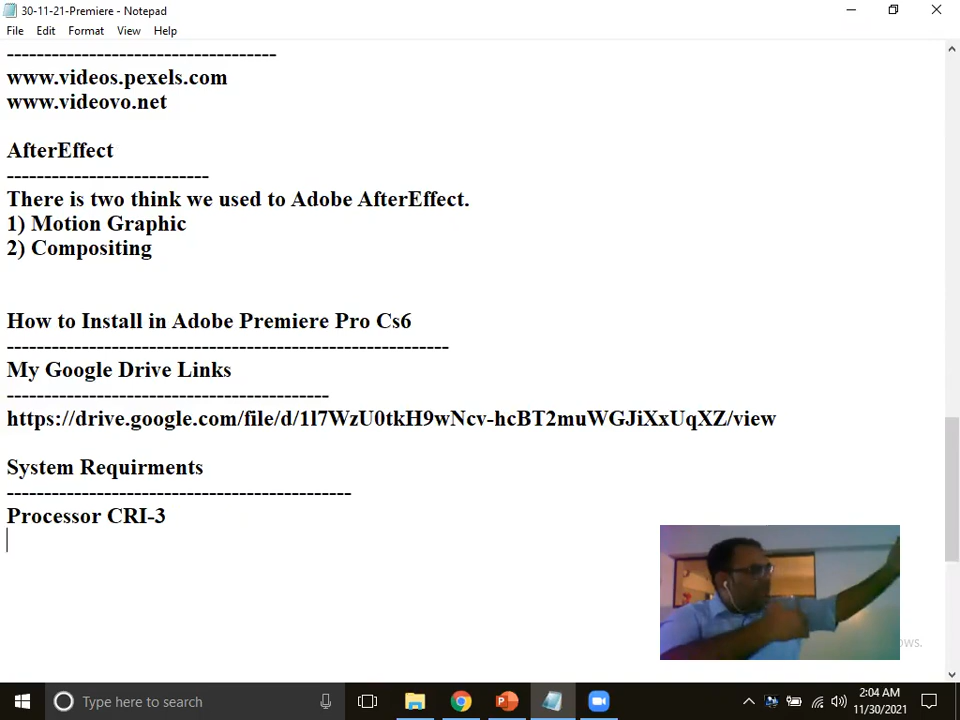 30-11-21-Premiere - Notepad
File Edit Format View Help
-----------------------------------
www.videos.pexels.com
www.videovo.net
AfterEffect
---------------------------
There is two think we used to Adobe AfterEffect.
1) Motion Graphic
2) Compositing
How to Install in Adobe Premiere Pro Cs6
-----------------------------------------------------------
My Google Drive Links
-------------------------------------------
https://drive.google.com/file/d/1l7WzU0tkH9wNcv-hcBT2muWGJiXxUqXZ/view
System Requirments
----------------------------------------------
Processor CRI-3
ows.
Type here to search
2:04 AM
11/30/2021